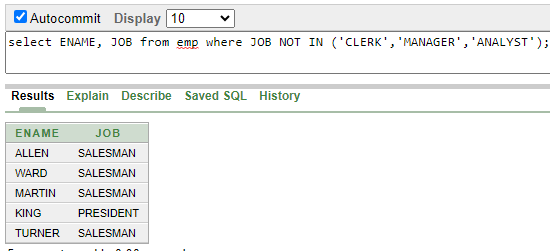 Autocommit Display 10
select ENAME, JOB from emp where JOB NOT IN ('CLERK','MANAGER','ANALYST');
Results Explain Describe Saved SQL History
ENAME JOB
ALLEN SALESMAN
WARD SALESMAN
MARTIN SALESMAN
KING PRESIDENT
TURNER SALESMAN